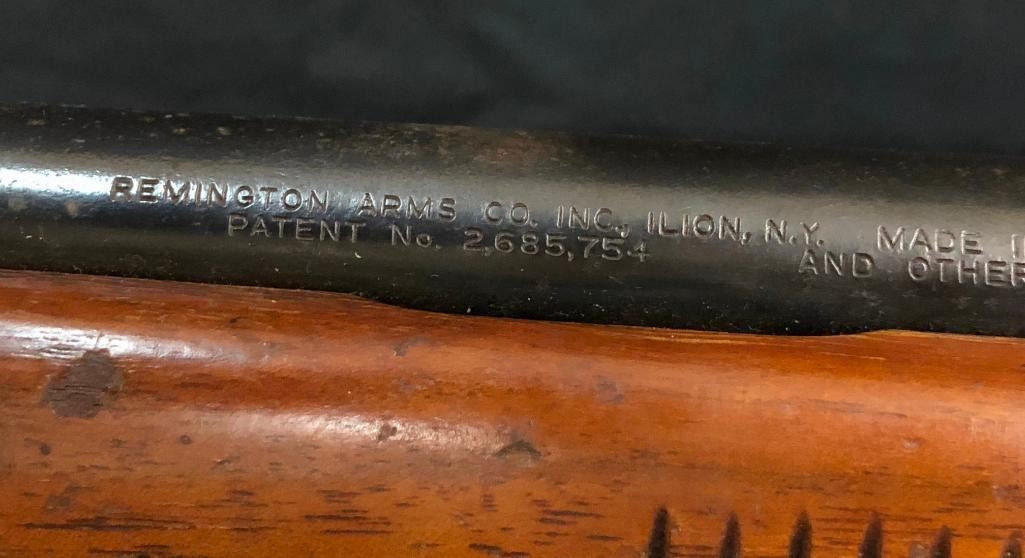 REMINGTON ARMS CO. INC., ILION, N.Y. MADE
PATENT No. 2,685,754 AND OTHER